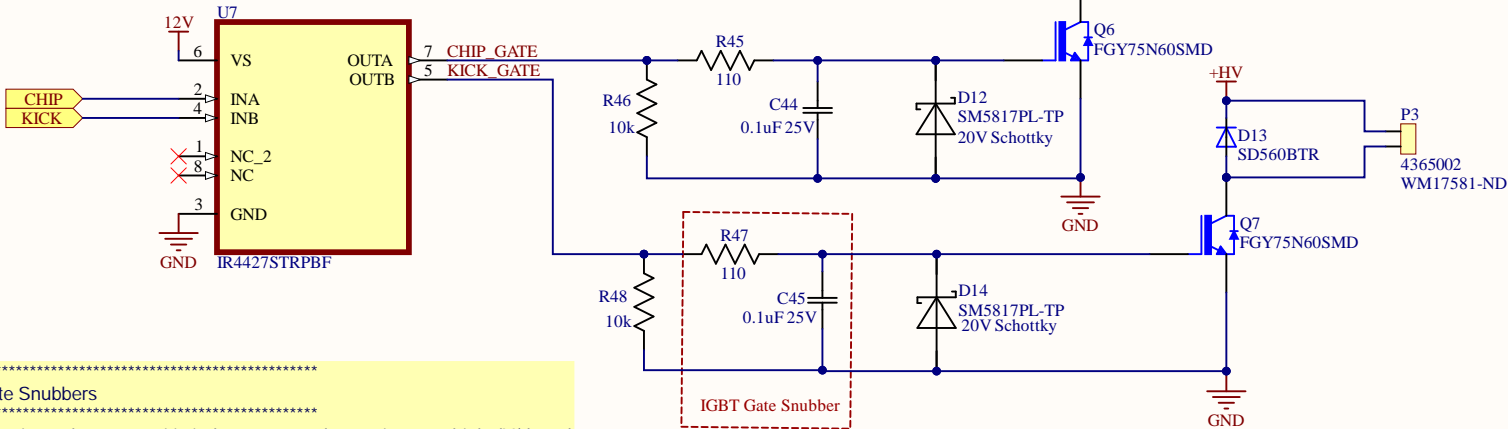 U7
12V
6 VS
OUTA 7 CHIP_GATE
OUTB 5 KICK_GATE
CHIP 2 INA
KICK 4 INB
1 NC_2
8 NC
3 GND
GND
IR4427STRPBF
R45
110
R46
10k
C44
0.1uF 25V
D12
SM5817PL-TP
20V Schottky
Q6
FGY75N60SMD
GND
+HV
D13
SD560BTR
P3
4365002
WM17581-ND
R47
110
R48
10k
C45
0.1uF 25V
D14
SM5817PL-TP
20V Schottky
Q7
FGY75N60SMD
GND
IGBT Gate Snubber
te Snubbers